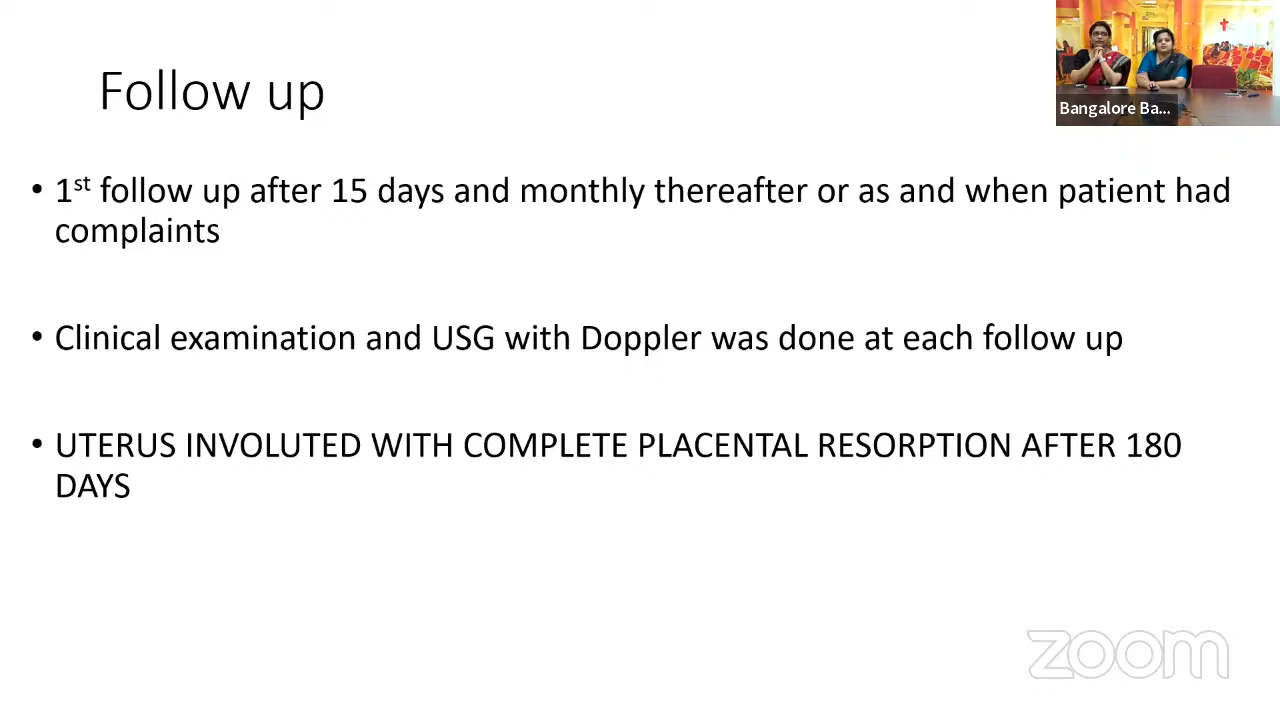 Follow up
Bangalore Ba...
• 1st follow up after 15 days and monthly thereafter or as and when patient had
complaints
• Clinical examination and USG with Doppler was done at each follow up
• UTERUS INVOLUTED WITH COMPLETE PLACENTAL RESORPTION AFTER 180
DAYS
zoom